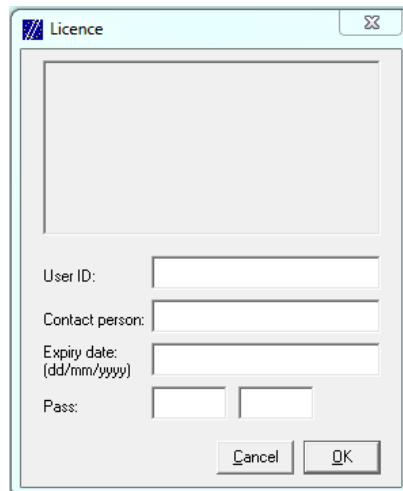 Licence
User ID:
Contact person:
Expiry date:
(dd/mm/yyyy)
Pass:
Cancel
OK